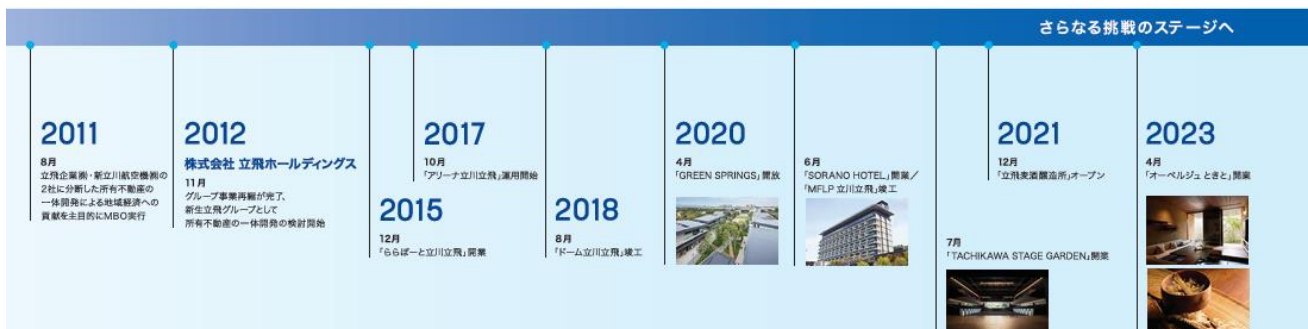 さらなる挑戦のステージへ
2011
8月
立飛企業㈱・新立川航空機㈱の
2社に分断した所有不動産の
一体開発による地域経済への
貢献を主目的にMBO実行
2012
株式会社 立飛ホールディングス
11月
グループ事業再編が完了、
新生立飛グループとして
所有不動産の一体開発の検討開始
2015
12月
「ららぽーと立川立飛」開業
2017
10月
「アリーナ立川立飛」運用開始
2018
8月
「ドーム立川立飛」竣工
2020
4月
「GREEN SPRINGS」開放
6月
「SORANO HOTEL」開業／
「MFLP 立川立飛」竣工
7月
「TACHIKAWA STAGE GARDEN」開業
2021
12月
「立飛麦酒醸造所」オープン
2023
4月
「オーベルジュ ときと」開業